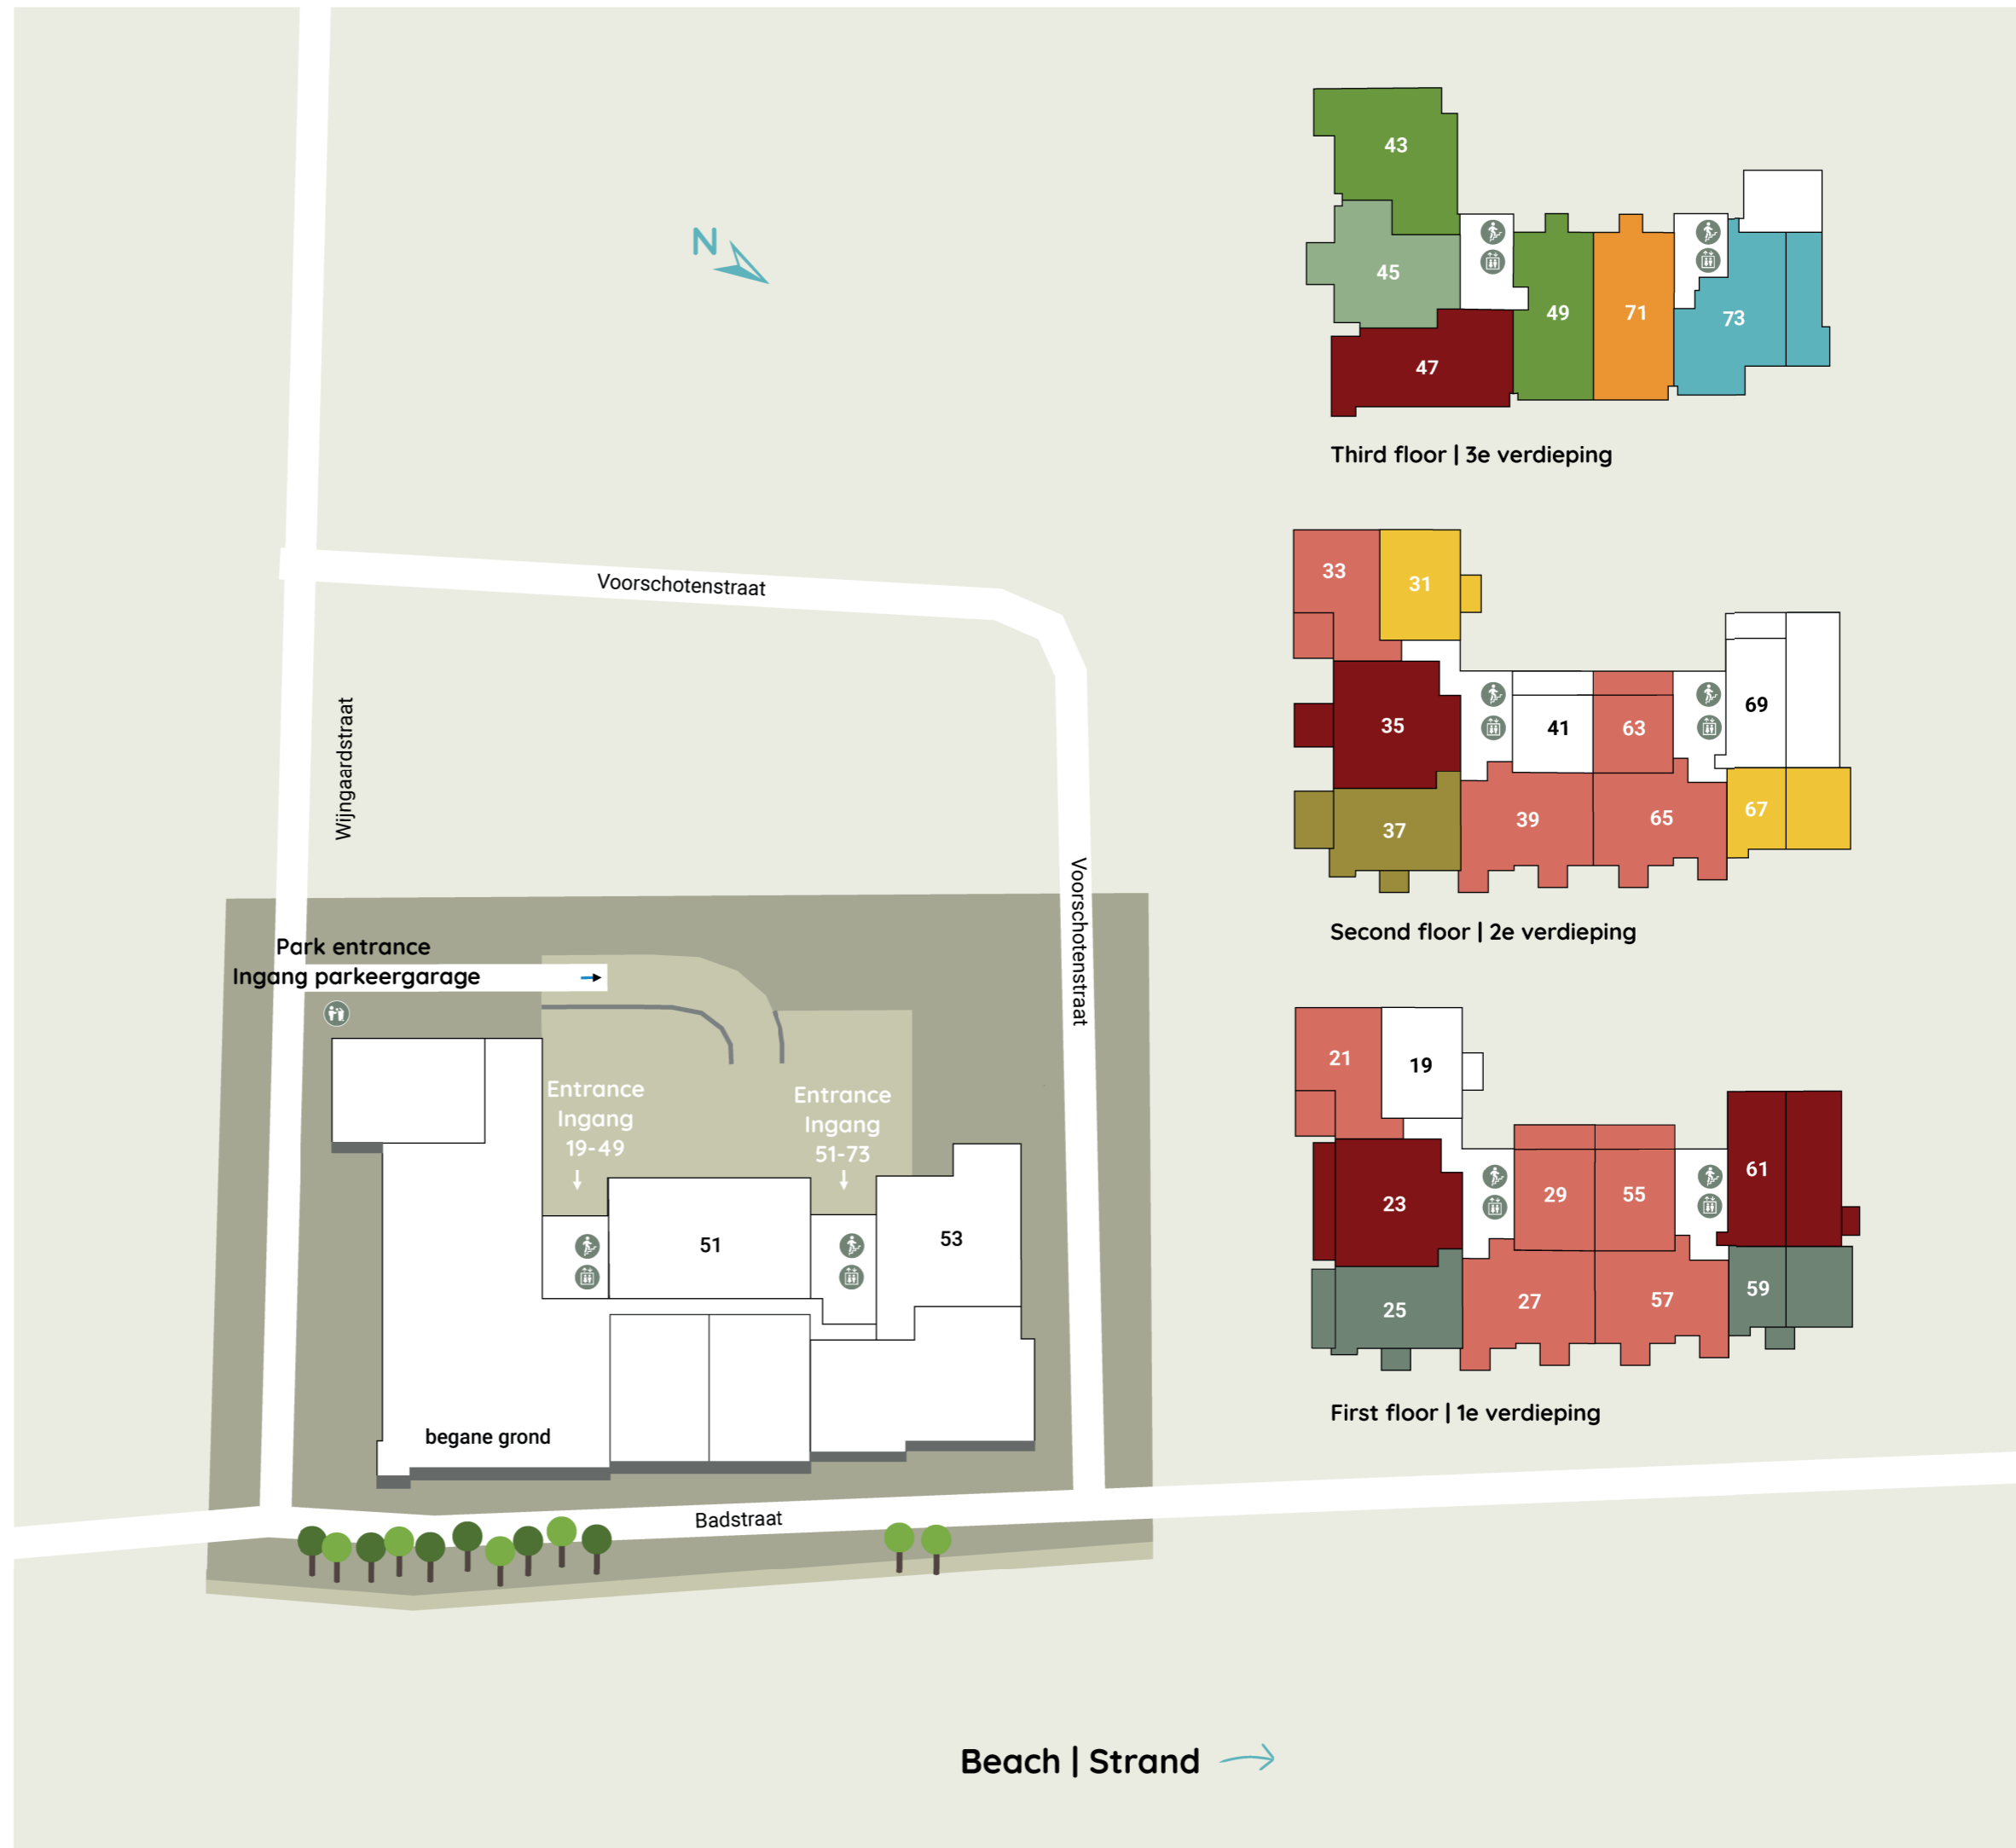 N
43
45
47
49
71
73
Third floor | 3e verdieping
33
31
35
37
41
63
69
39
65
67
Second floor | 2e verdieping
21
19
23
25
29
55
61
27
57
59
First floor | 1e verdieping
Voorschotenstraat
Wijngaardstraat
Voorschotenstraat
Park entrance
Ingang parkeergarage
Entrance
Ingang
19-49
Entrance
Ingang
51-73
51
53
begane grond
Badstraat
Beach | Strand